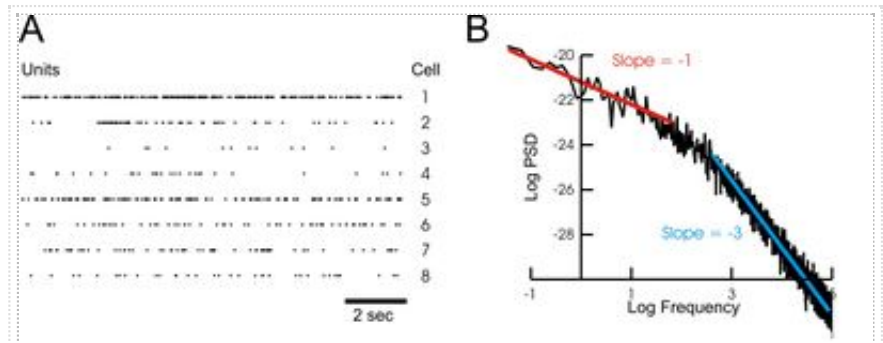 A
Units
Cell
1
2
3
4
5
6
7
8
2 sec
B
-20
Slope = -1
-22
-24
Log PSD
-26
Slope = -3
-28
-1
1
3
5
Log Frequency